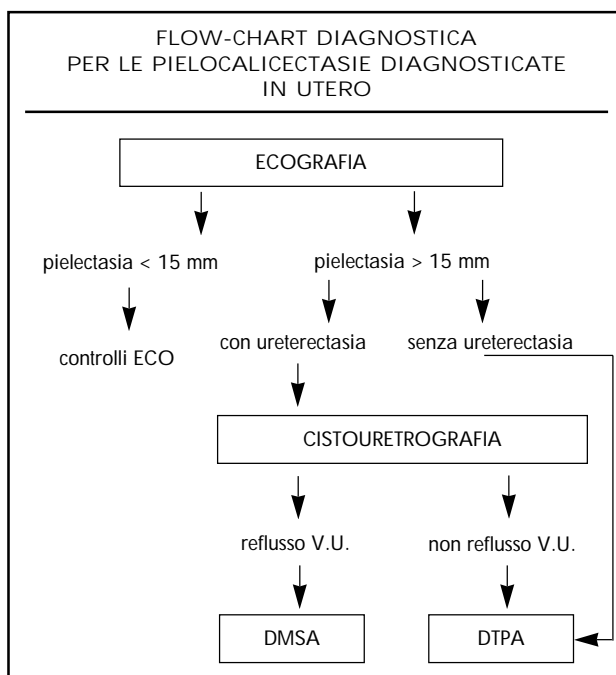 FLOW-CHART DIAGNOSTICA
PER LE PIELOCALICECTASIE DIAGNOSTICATE
IN UTERO
ECOGRAFIA
pielectasia < 15 mm
pielectasia > 15 mm
controlli ECO
con ureterectasia
senza ureterectasia
CISTOURETROGRAFIA
reflusso V.U.
non reflusso V.U.
DMSA
DTPA